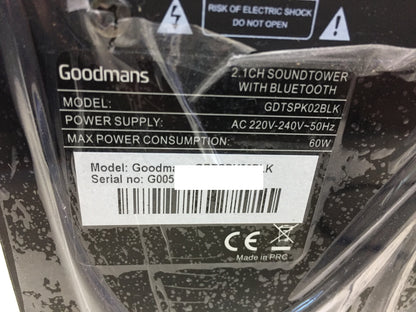 RISK OF ELECTRIC SHOCK
DO NOT OPEN
Goodmans
2.1CH SOUNDTOWER
WITH BLUETOOTH
MODEL: GDTSPK02BLK
POWER SUPPLY: AC 220V-240V~50Hz
MAX POWER CONSUMPTION: 60W
Model: Goodma
Serial no: G005
CE
Made in PRC